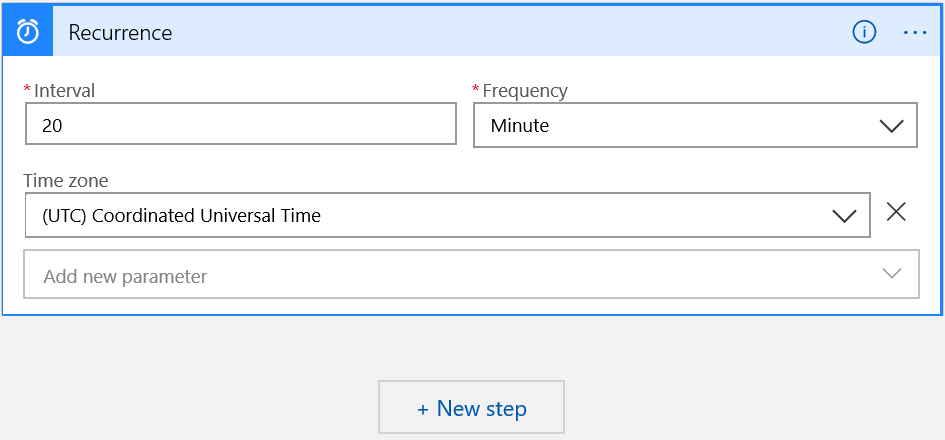 Recurrence
* Interval
* Frequency
20
Minute
Time zone
(UTC) Coordinated Universal Time
Add new parameter
+ New step